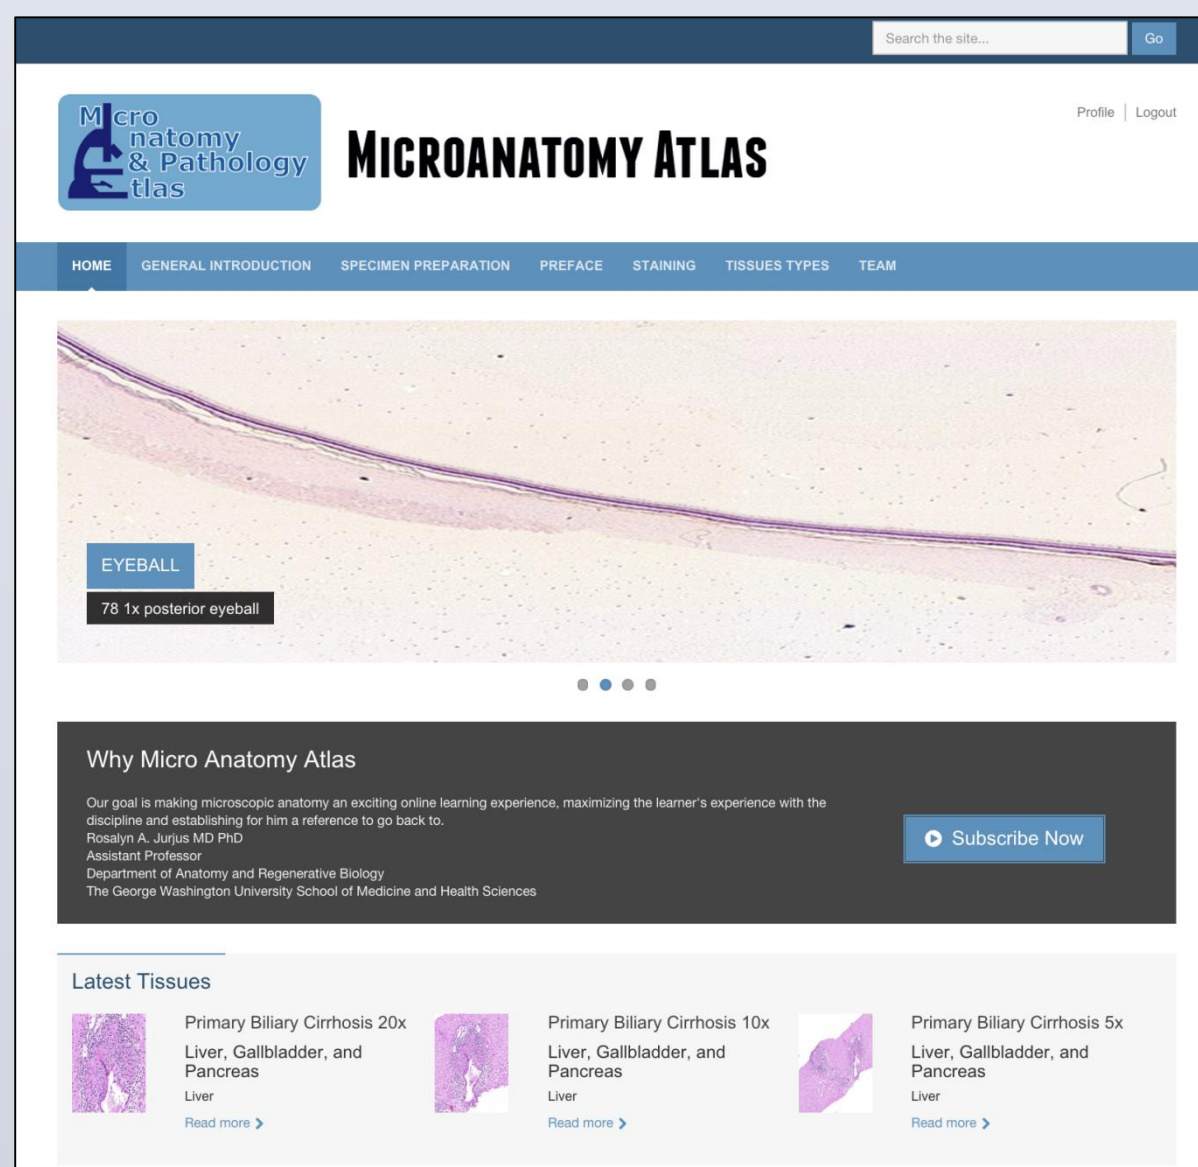 Search the site...
Go
Micro
natomy
& Pathology
tlas
MICROANATOMY ATLAS
Profile
Logout
HOME GENERAL INTRODUCTION SPECIMEN PREPARATION PREFACE STAINING TISSUES TYPES TEAM
EYEBALL
78 1x posterior eyeball
Why Micro Anatomy Atlas
Our goal is making microscopic anatomy an exciting online learning experience, maximizing the learner's experience with the
discipline and establishing for him a reference to go back to.
Rosalyn A. Jurjus MD PhD
Assistant Professor
Department of Anatomy and Regenerative Biology
The George Washington University School of Medicine and Health Sciences
Subscribe Now
Latest Tissues
Primary Biliary Cirrhosis 20x
Liver, Gallbladder, and
Pancreas
Liver
Read more
Primary Biliary Cirrhosis 10x
Liver, Gallbladder, and
Pancreas
Liver
Read more
Primary Biliary Cirrhosis 5x
Liver, Gallbladder, and
Pancreas
Liver
Read more